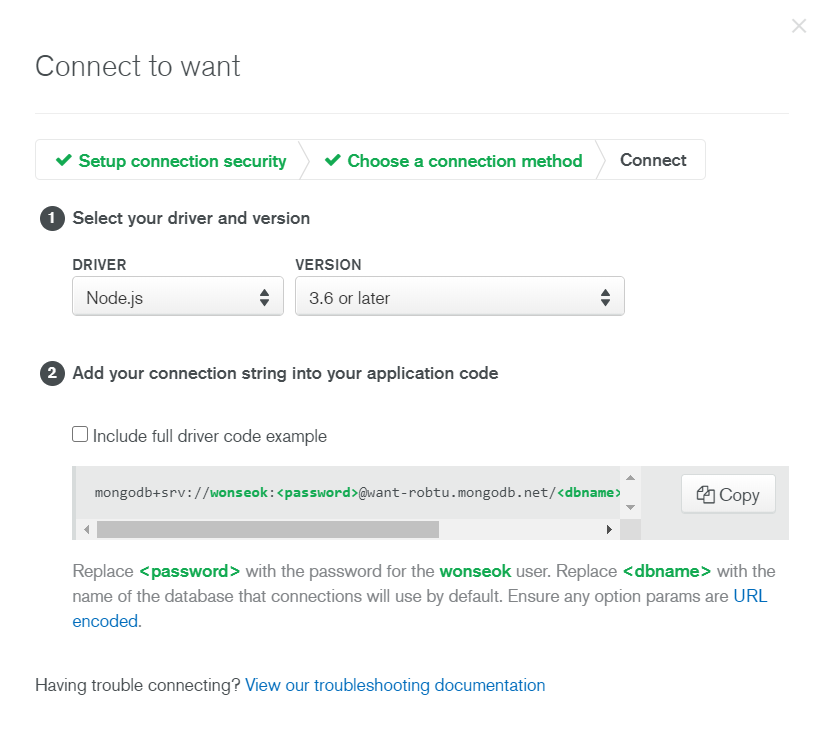 Connect to want
Setup connection security
Choose a connection method
Connect
1 Select your driver and version
DRIVER
VERSION
Node.js
3.6 or later
2 Add your connection string into your application code
Include full driver code example
mongodb+srv://wonseok:<password>@want-robtu.mongodb.net/<dbname>
Copy
Replace <password> with the password for the wonseok user. Replace <dbname> with the
name of the database that connections will use by default. Ensure any option params are URL
encoded.
Having trouble connecting? View our troubleshooting documentation